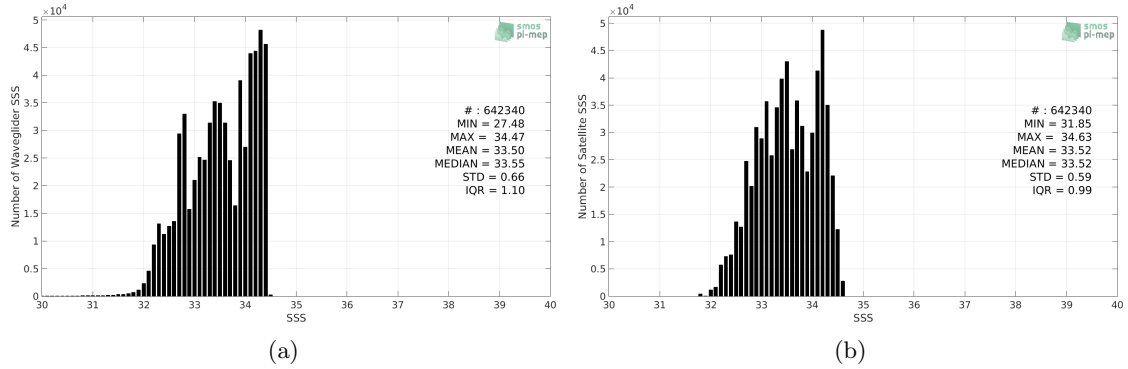 ×10⁴
5
4.5
4
3.5
3
2.5
2
1.5
1
0.5
0
Number of Waveglider SSS
30 31 32 33 34 35 36 37 38 39 40
SSS
smos
pi-mep
# : 642340
MIN = 27.48
MAX = 34.47
MEAN = 33.50
MEDIAN = 33.55
STD = 0.66
IQR = 1.10
(a)
×10⁴
5
4.5
4
3.5
3
2.5
2
1.5
1
0.5
0
Number of Satellite SSS
30 31 32 33 34 35 36 37 38 39 40
SSS
smos
pi-mep
# : 642340
MIN = 31.85
MAX = 34.63
MEAN = 33.52
MEDIAN = 33.52
STD = 0.59
IQR = 0.99
(b)